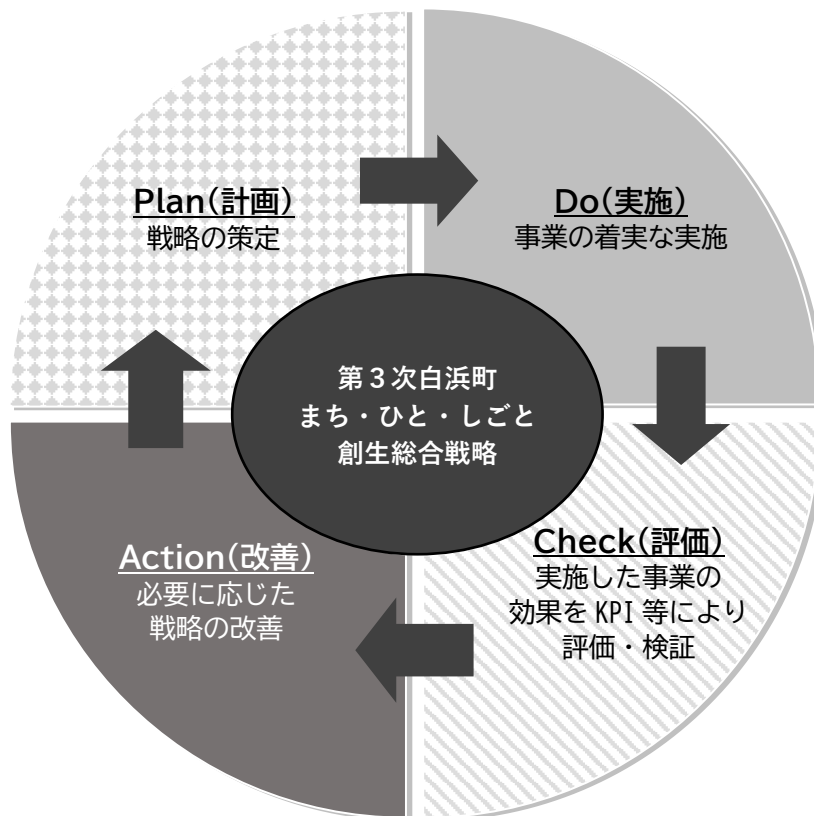 Plan(計画)
戦略の策定
Do(実施)
事業の着実な実施
第3次白浜町
まち・ひと・しごと
創生総合戦略
Check(評価)
実施した事業の
効果を KPI 等により
評価・検証
Action(改善)
必要に応じた
戦略の改善